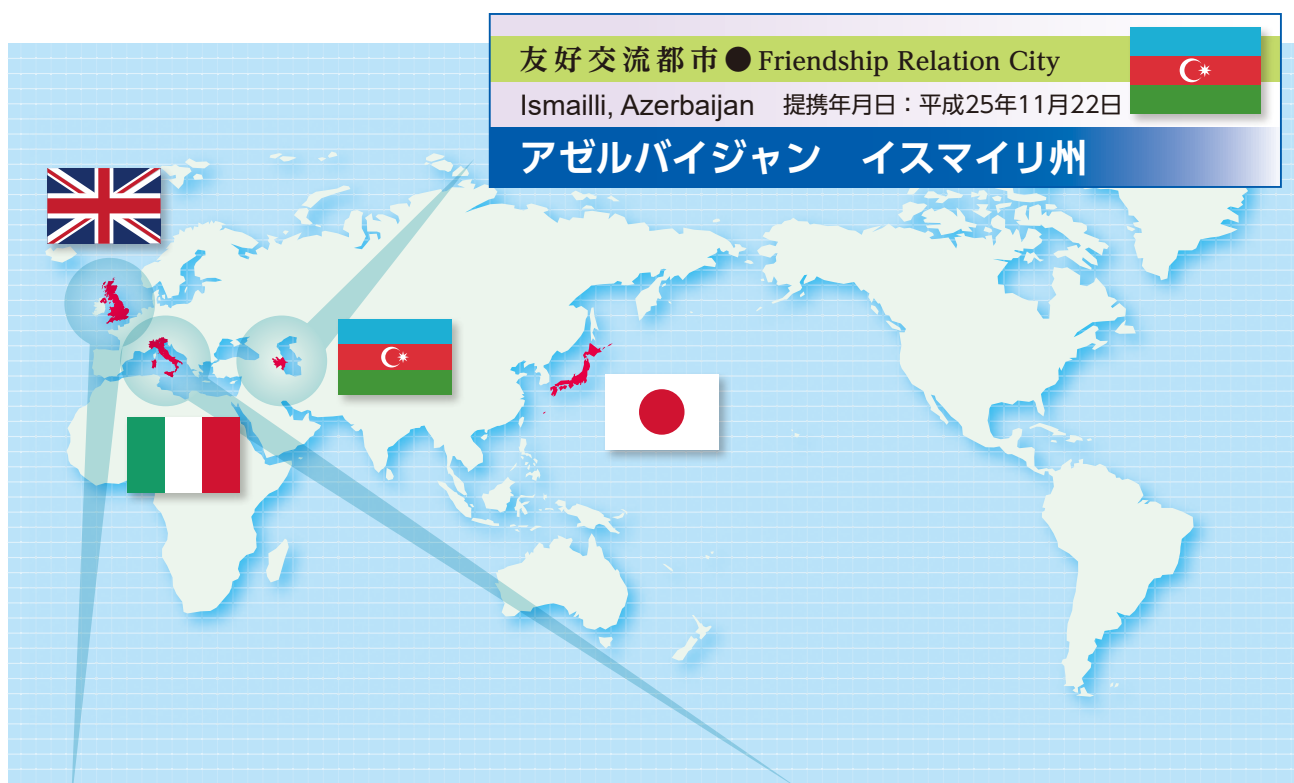 友好交流都市●Friendship Relation City
Ismailli, Azerbaijan 提携年月日：平成25年11月22日
アゼルバイジャン　イスマイリ州